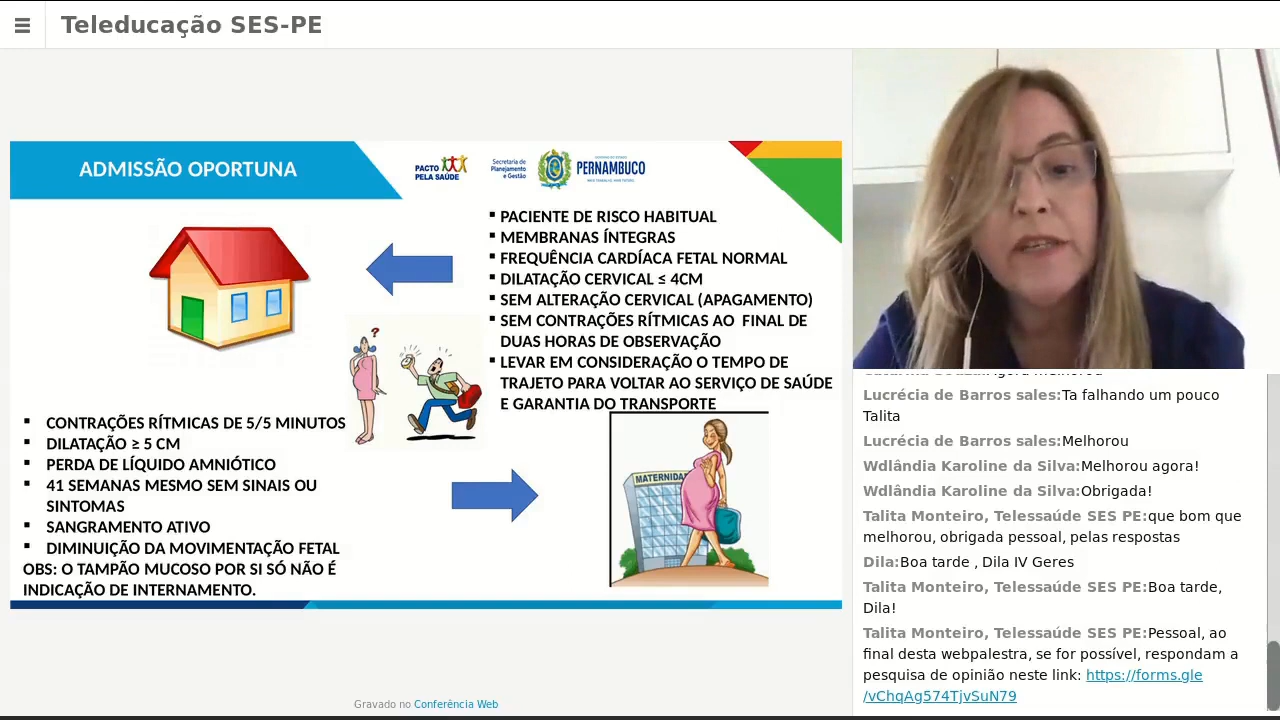 Teleducação SES-PE
ADMISSÃO OPORTUNA
PACTO
PELA SAÚDE
Secretaria de
Planejamento
e Gestão
PERNAMBUCO
▪ PACIENTE DE RISCO HABITUAL
▪ MEMBRANAS ÍNTEGRAS
▪ FREQUÊNCIA CARDÍACA FETAL NORMAL
▪ DILATAÇÃO CERVICAL ≤ 4CM
▪ SEM ALTERAÇÃO CERVICAL (APAGAMENTO)
▪ SEM CONTRAÇÕES RÍTMICAS AO FINAL DE
DUAS HORAS DE OBSERVAÇÃO
▪ LEVAR EM CONSIDERAÇÃO O TEMPO DE
TRAJETO PARA VOLTAR AO SERVIÇO DE SAÚDE
E GARANTIA DO TRANSPORTE
?
▪ CONTRAÇÕES RÍTMICAS DE 5/5 MINUTOS
▪ DILATAÇÃO ≥ 5 CM
▪ PERDA DE LÍQUIDO AMNIÓTICO
▪ 41 SEMANAS MESMO SEM SINAIS OU
SINTOMAS
▪ SANGRAMENTO ATIVO
▪ DIMINUIÇÃO DA MOVIMENTAÇÃO FETAL
OBS: O TAMPÃO MUCOSO POR SI SÓ NÃO É
INDICAÇÃO DE INTERNAMENTO.
MATERNIDA
Gravado no Conferência Web
Lucrécia de Barros sales:Ta falhando um pouco
Talita
Lucrécia de Barros sales:Melhorou
Wdlândia Karoline da Silva:Melhorou agora!
Wdlândia Karoline da Silva:Obrigada!
Talita Monteiro, Telessaúde SES PE:que bom que
melhorou, obrigada pessoal, pelas respostas
Dila:Boa tarde , Dila IV Geres
Talita Monteiro, Telessaúde SES PE:Boa tarde,
Dila!
Talita Monteiro, Telessaúde SES PE:Pessoal, ao
final desta webpalestra, se for possível, respondam a
pesquisa de opinião neste link: https://forms.gle
/vChqAg574TjvSuN79